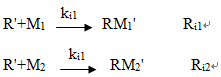 R'+M₁ —kᵢ₁→ RM₁' Rᵢ₁
R'+M₂ —kᵢ₁→ RM₂' Rᵢ₂